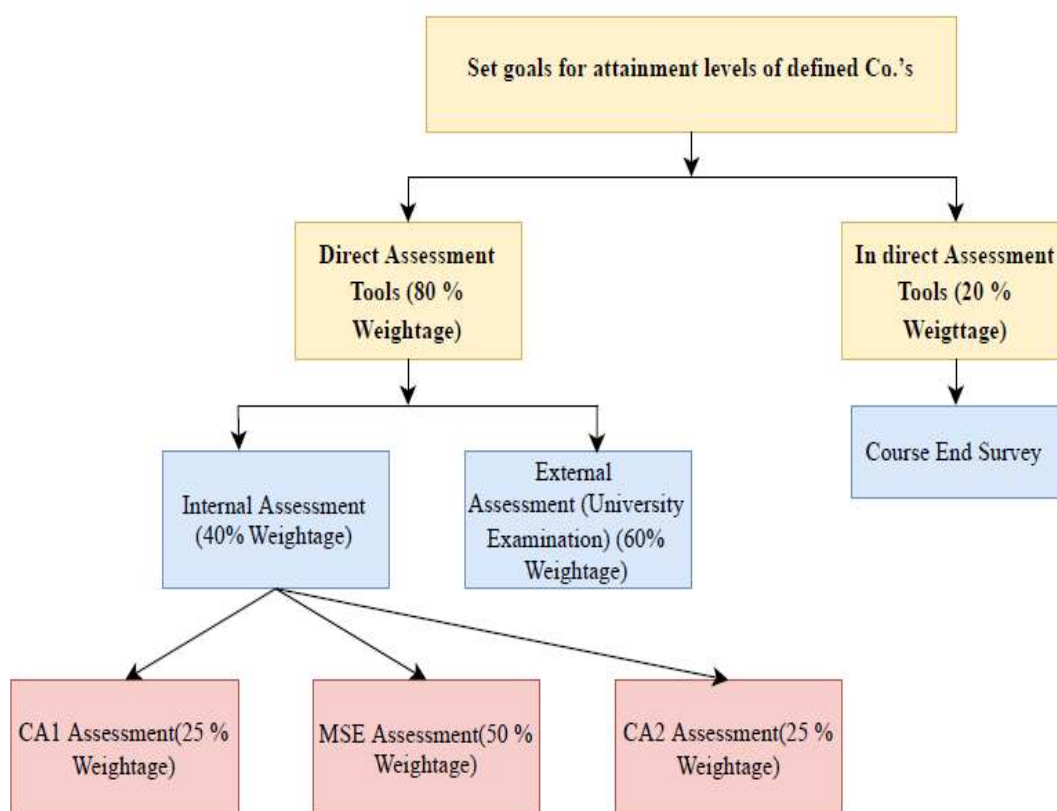 Set goals for attainment levels of defined Co.'s
Direct Assessment
Tools (80 %
Weightage)
In direct Assessment
Tools (20 %
Weigttage)
Internal Assessment
(40% Weightage)
External
Assessment (University
Examination) (60%
Weightage)
Course End Survey
CA1 Assessment(25 %
Weightage)
MSE Assessment(50 %
Weightage)
CA2 Assessment(25 %
Weightage)